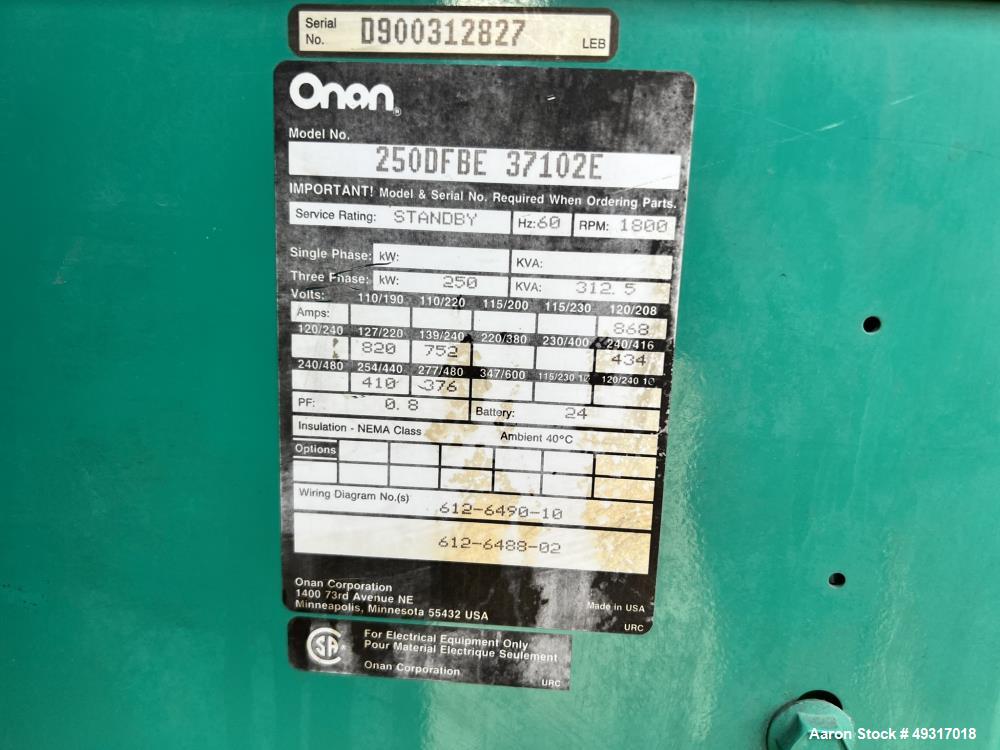 Serial No. D900312827 LEB
Onan®
Model No.
250DFBE 37102E
IMPORTANT! Model & Serial No. Required When Ordering Parts.
Service Rating: STANDBY Hz: 60 RPM: 1800
Single Phase: kW: KVA:
Three Phase: kW: 250 KVA: 312.5
Volts: 110/190 110/220 115/200 115/230 120/208
Amps: 868
120/240 127/220 139/240 220/380 230/400 240/416
820 752 434
240/480 254/440 277/480 347/600 115/230 1Ø 120/240 1Ø
410 376
PF: 0.8 Battery: 24
Insulation - NEMA Class Ambient 40°C
Options
Wiring Diagram No.(s)
612-6490-10
612-6488-02
Onan Corporation
1400 73rd Avenue NE
Minneapolis, Minnesota 55432 USA
Made in USA
URC
SA
For Electrical Equipment Only
Pour Material Electrique Seulement
Onan Corporation
URC
Aaron Stock # 49317018